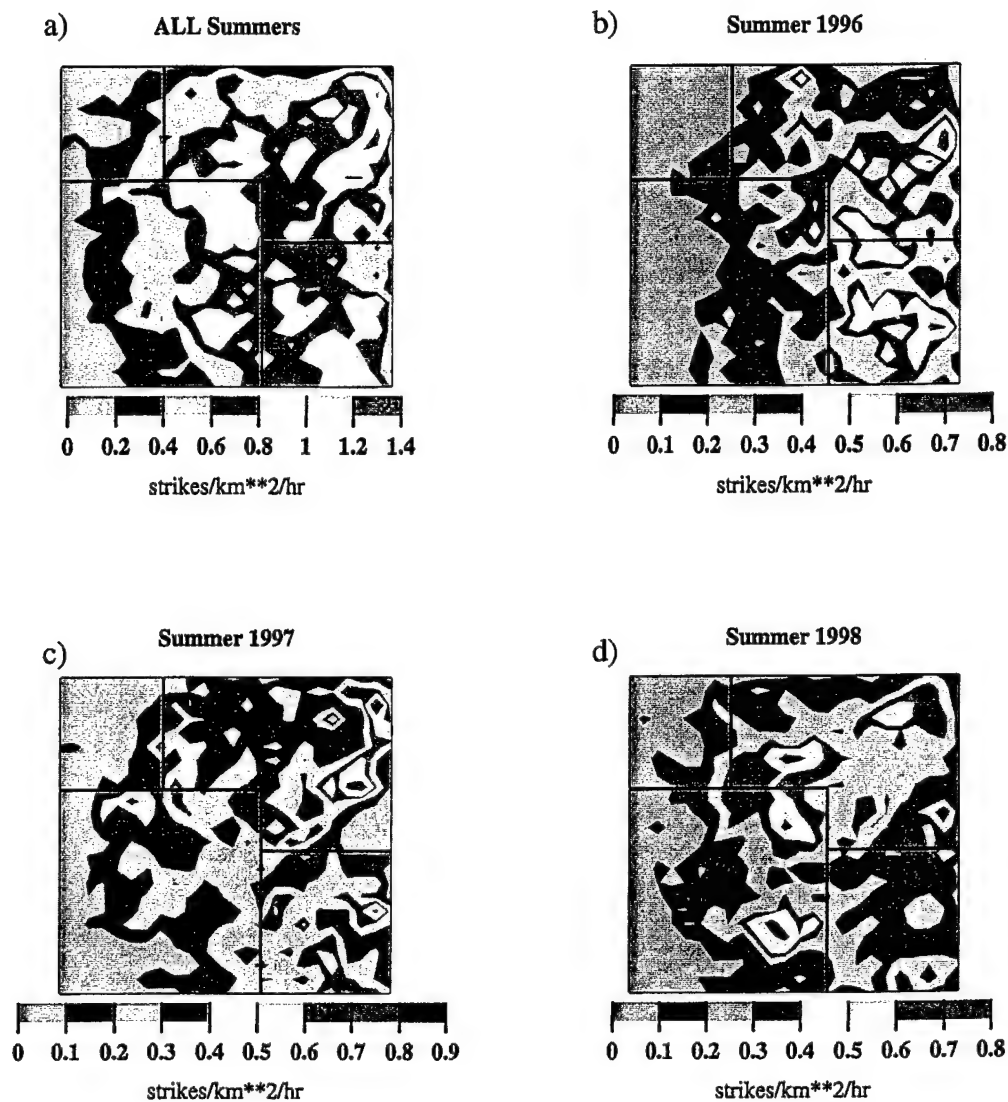 a) ALL Summers
b) Summer 1996
0 0.2 0.4 0.6 0.8 1 1.2 1.4
strikes/km**2/hr
0 0.1 0.2 0.3 0.4 0.5 0.6 0.7 0.8
strikes/km**2/hr
c) Summer 1997
d) Summer 1998
0 0.1 0.2 0.3 0.4 0.5 0.6 0.7 0.8 0.9
strikes/km**2/hr
0 0.1 0.2 0.3 0.4 0.5 0.6 0.7 0.8
strikes/km**2/hr